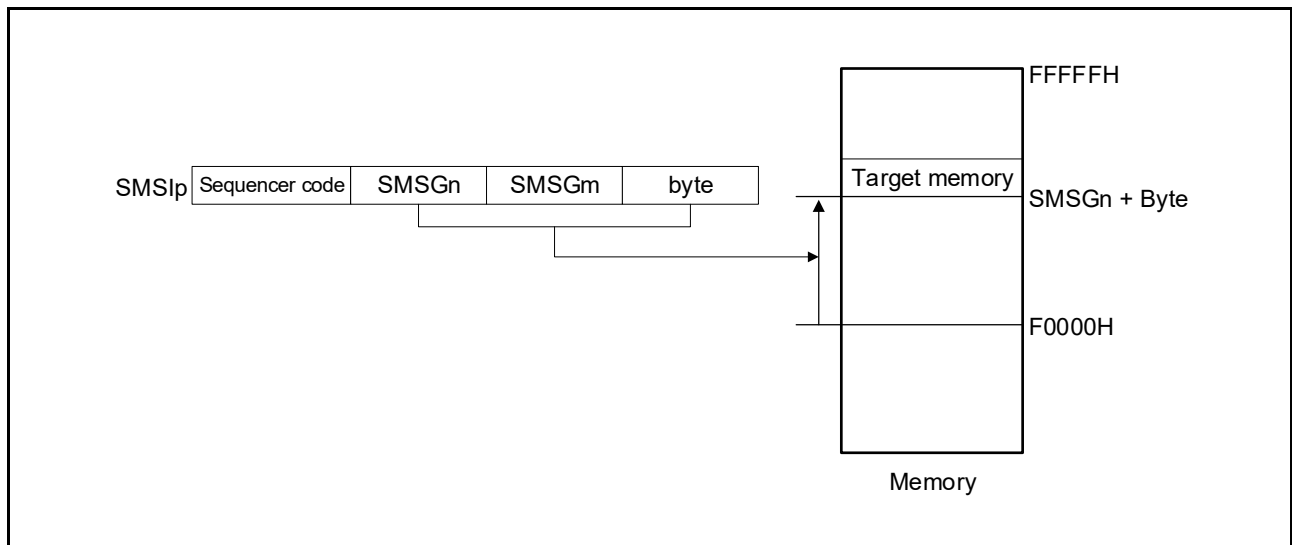 FFFFFH
SMSIp Sequencer code SMSGn SMSGm byte
Target memory
SMSGn + Byte
F0000H
Memory